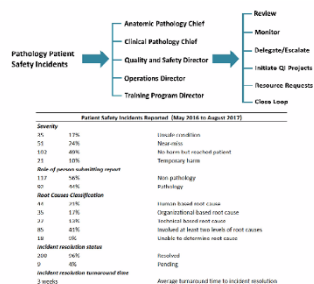 Anatomic Pathology Chief
Clinical Pathology Chief
Quality and Safety Director
Operations Director
Training Program Director
Pathology Patient
Safety Incidents
Review
Monitor
Delegate/Escalate
Initiate QI Projects
Resource Requests
Close Loop
Patient Safety Incidents Reported (May 2016 to August 2017)
Severity
35 17% Unsafe condition
51 24% Near-miss
102 49% No harm but reached patient
21 10% Temporary harm
Role of person submitting report
117 56% Non pathology
92 44% Pathology
Root Causes Classification
44 21% Human based root cause
35 17% Organizational-based root cause
27 13% Technical based root cause
85 41% Involved at least two levels of root causes
18 Unable to determine root cause
Incident resolution status
200 96% Resolved
9 4% Pending
Incident resolution turnaround time
3 weeks Average turnaround time to incident resolution